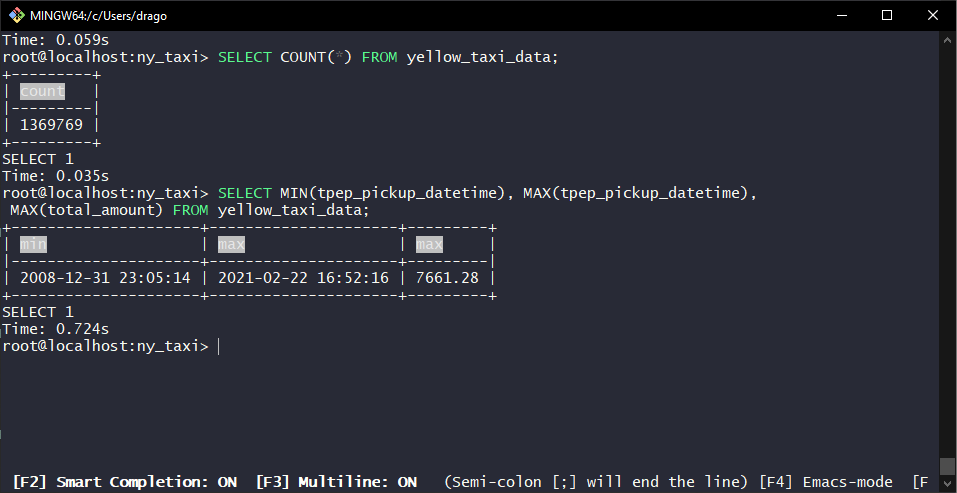 MINGW64:/c/Users/drago
Time: 0.059s
root@localhost:ny_taxi> SELECT COUNT(*) FROM yellow_taxi_data;
+---------+
| count   |
|---------|
| 1369769 |
+---------+
SELECT 1
Time: 0.035s
root@localhost:ny_taxi> SELECT MIN(tpep_pickup_datetime), MAX(tpep_pickup_datetime),
 MAX(total_amount) FROM yellow_taxi_data;
+---------------------+---------------------+---------+
| min                 | max                 | max     |
|---------------------+---------------------+---------|
| 2008-12-31 23:05:14 | 2021-02-22 16:52:16 | 7661.28 |
+---------------------+---------------------+---------+
SELECT 1
Time: 0.724s
root@localhost:ny_taxi>
[F2] Smart Completion: ON  [F3] Multiline: ON   (Semi-colon [;] will end the line) [F4] Emacs-mode  [F